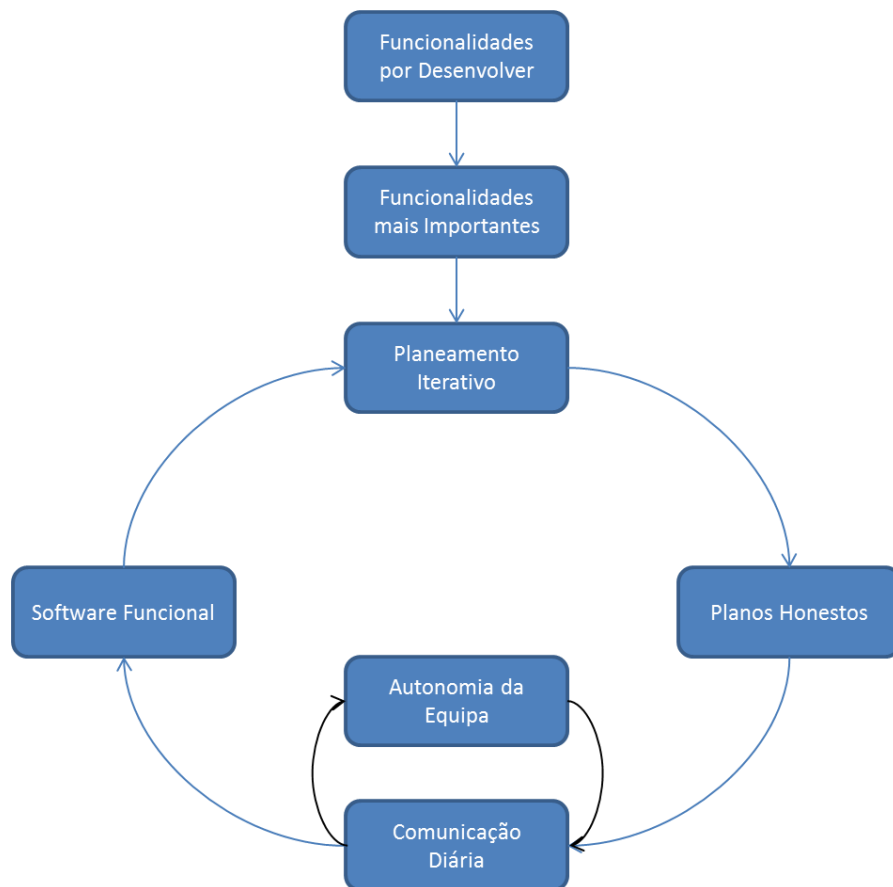 Funcionalidades
por Desenvolver
Funcionalidades
mais Importantes
Planeamento
Iterativo
Software Funcional
Planos Honestos
Autonomia da
Equipa
Comunicação
Diária